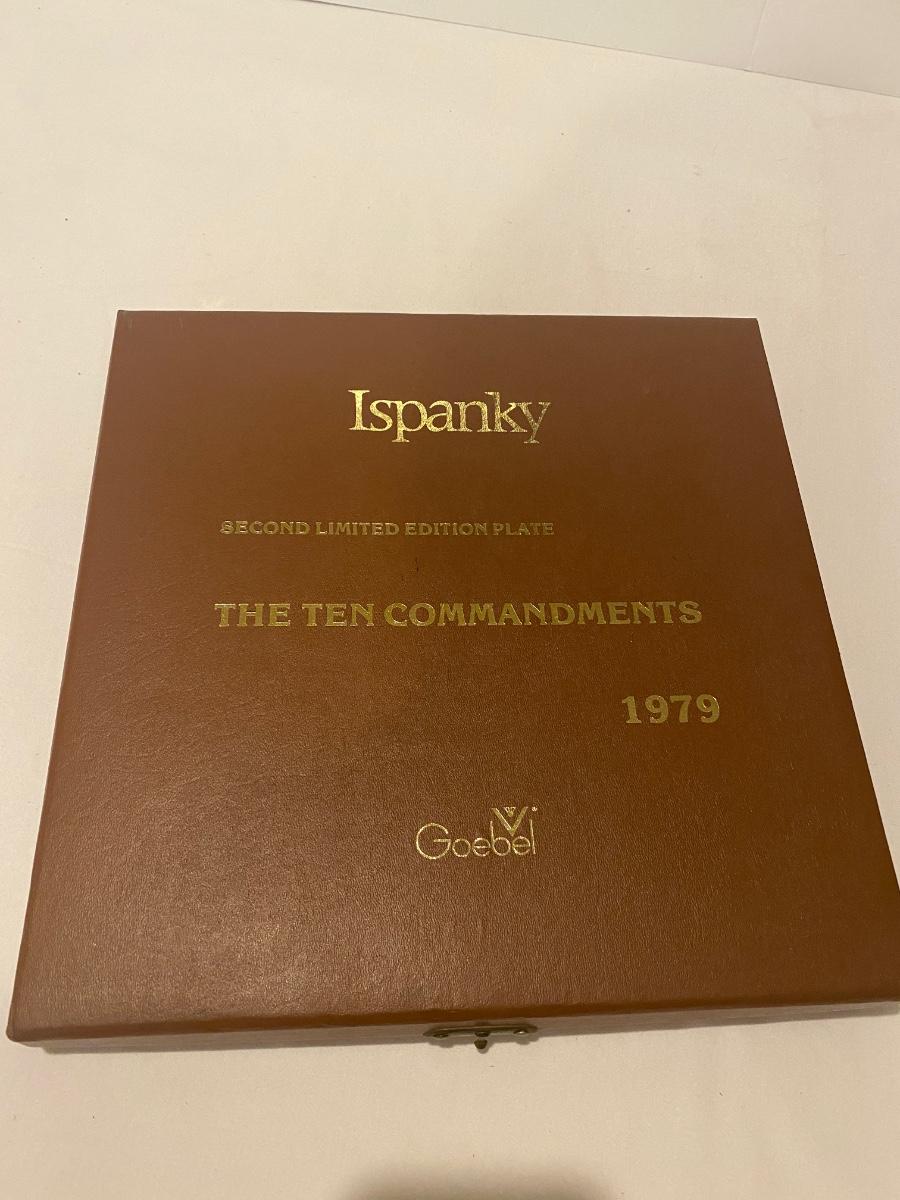 Ispanky
SECOND LIMITED EDITION PLATE
THE TEN COMMANDMENTS
1979
Goebel